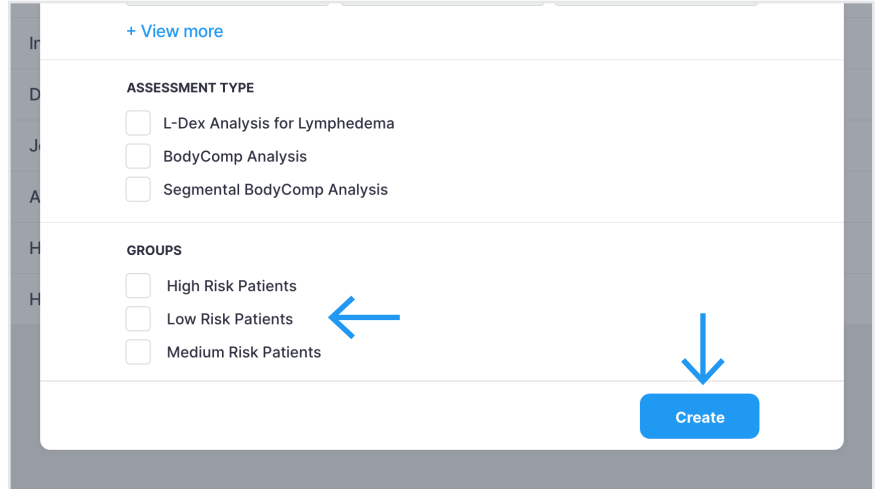 + View more
ASSESSMENT TYPE
L-Dex Analysis for Lymphedema
BodyComp Analysis
Segmental BodyComp Analysis
GROUPS
High Risk Patients
Low Risk Patients
Medium Risk Patients
Create